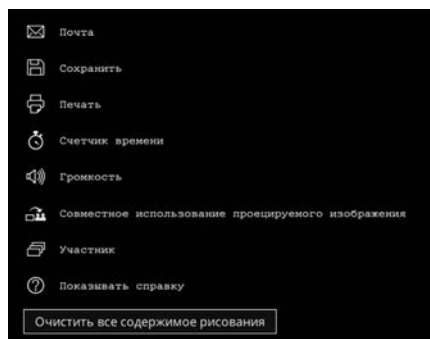 Почта
Сохранить
Печать
Счетчик времени
Громкость
Совместное использование проецируемого изображения
Участник
Показывать справку
Очистить все содержимое рисования